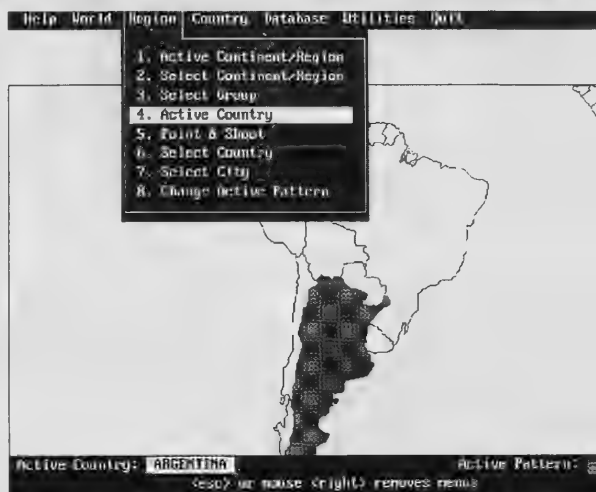 Help World Region Country Database Utilities Quit
1. Active Continent/Region
2. Select Continent/Region
3. Select Group
4. Active Country
5. Point & Shoot
6. Select Country
7. Select City
8. Change Active Pattern
Active Country: ARGENTINA Active Pattern:
<esc> or mouse <right> removes menus